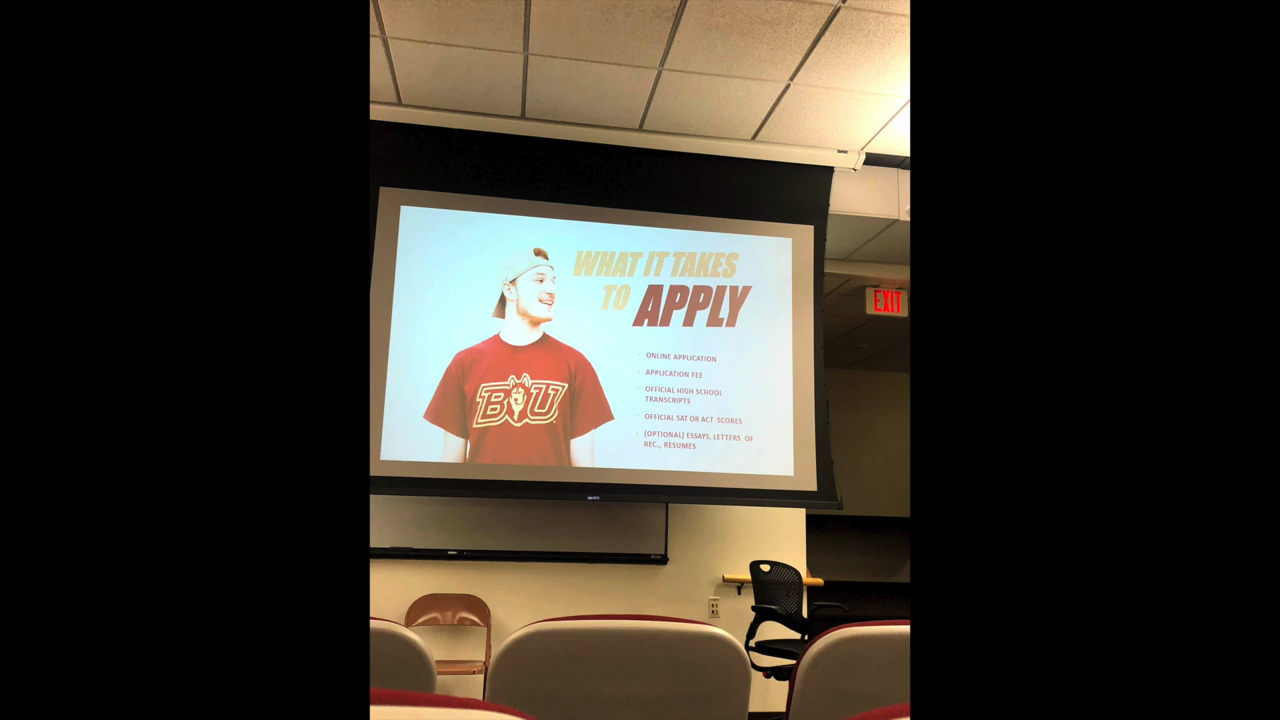 WHAT IT TAKES
TO APPLY
ONLINE APPLICATION
APPLICATION FEE
OFFICIAL HIGH SCHOOL
TRANSCRIPTS
OFFICIAL SAT OR ACT SCORES
(OPTIONAL) ESSAYS, LETTERS OF
REC., RESUMES
BU
EXIT